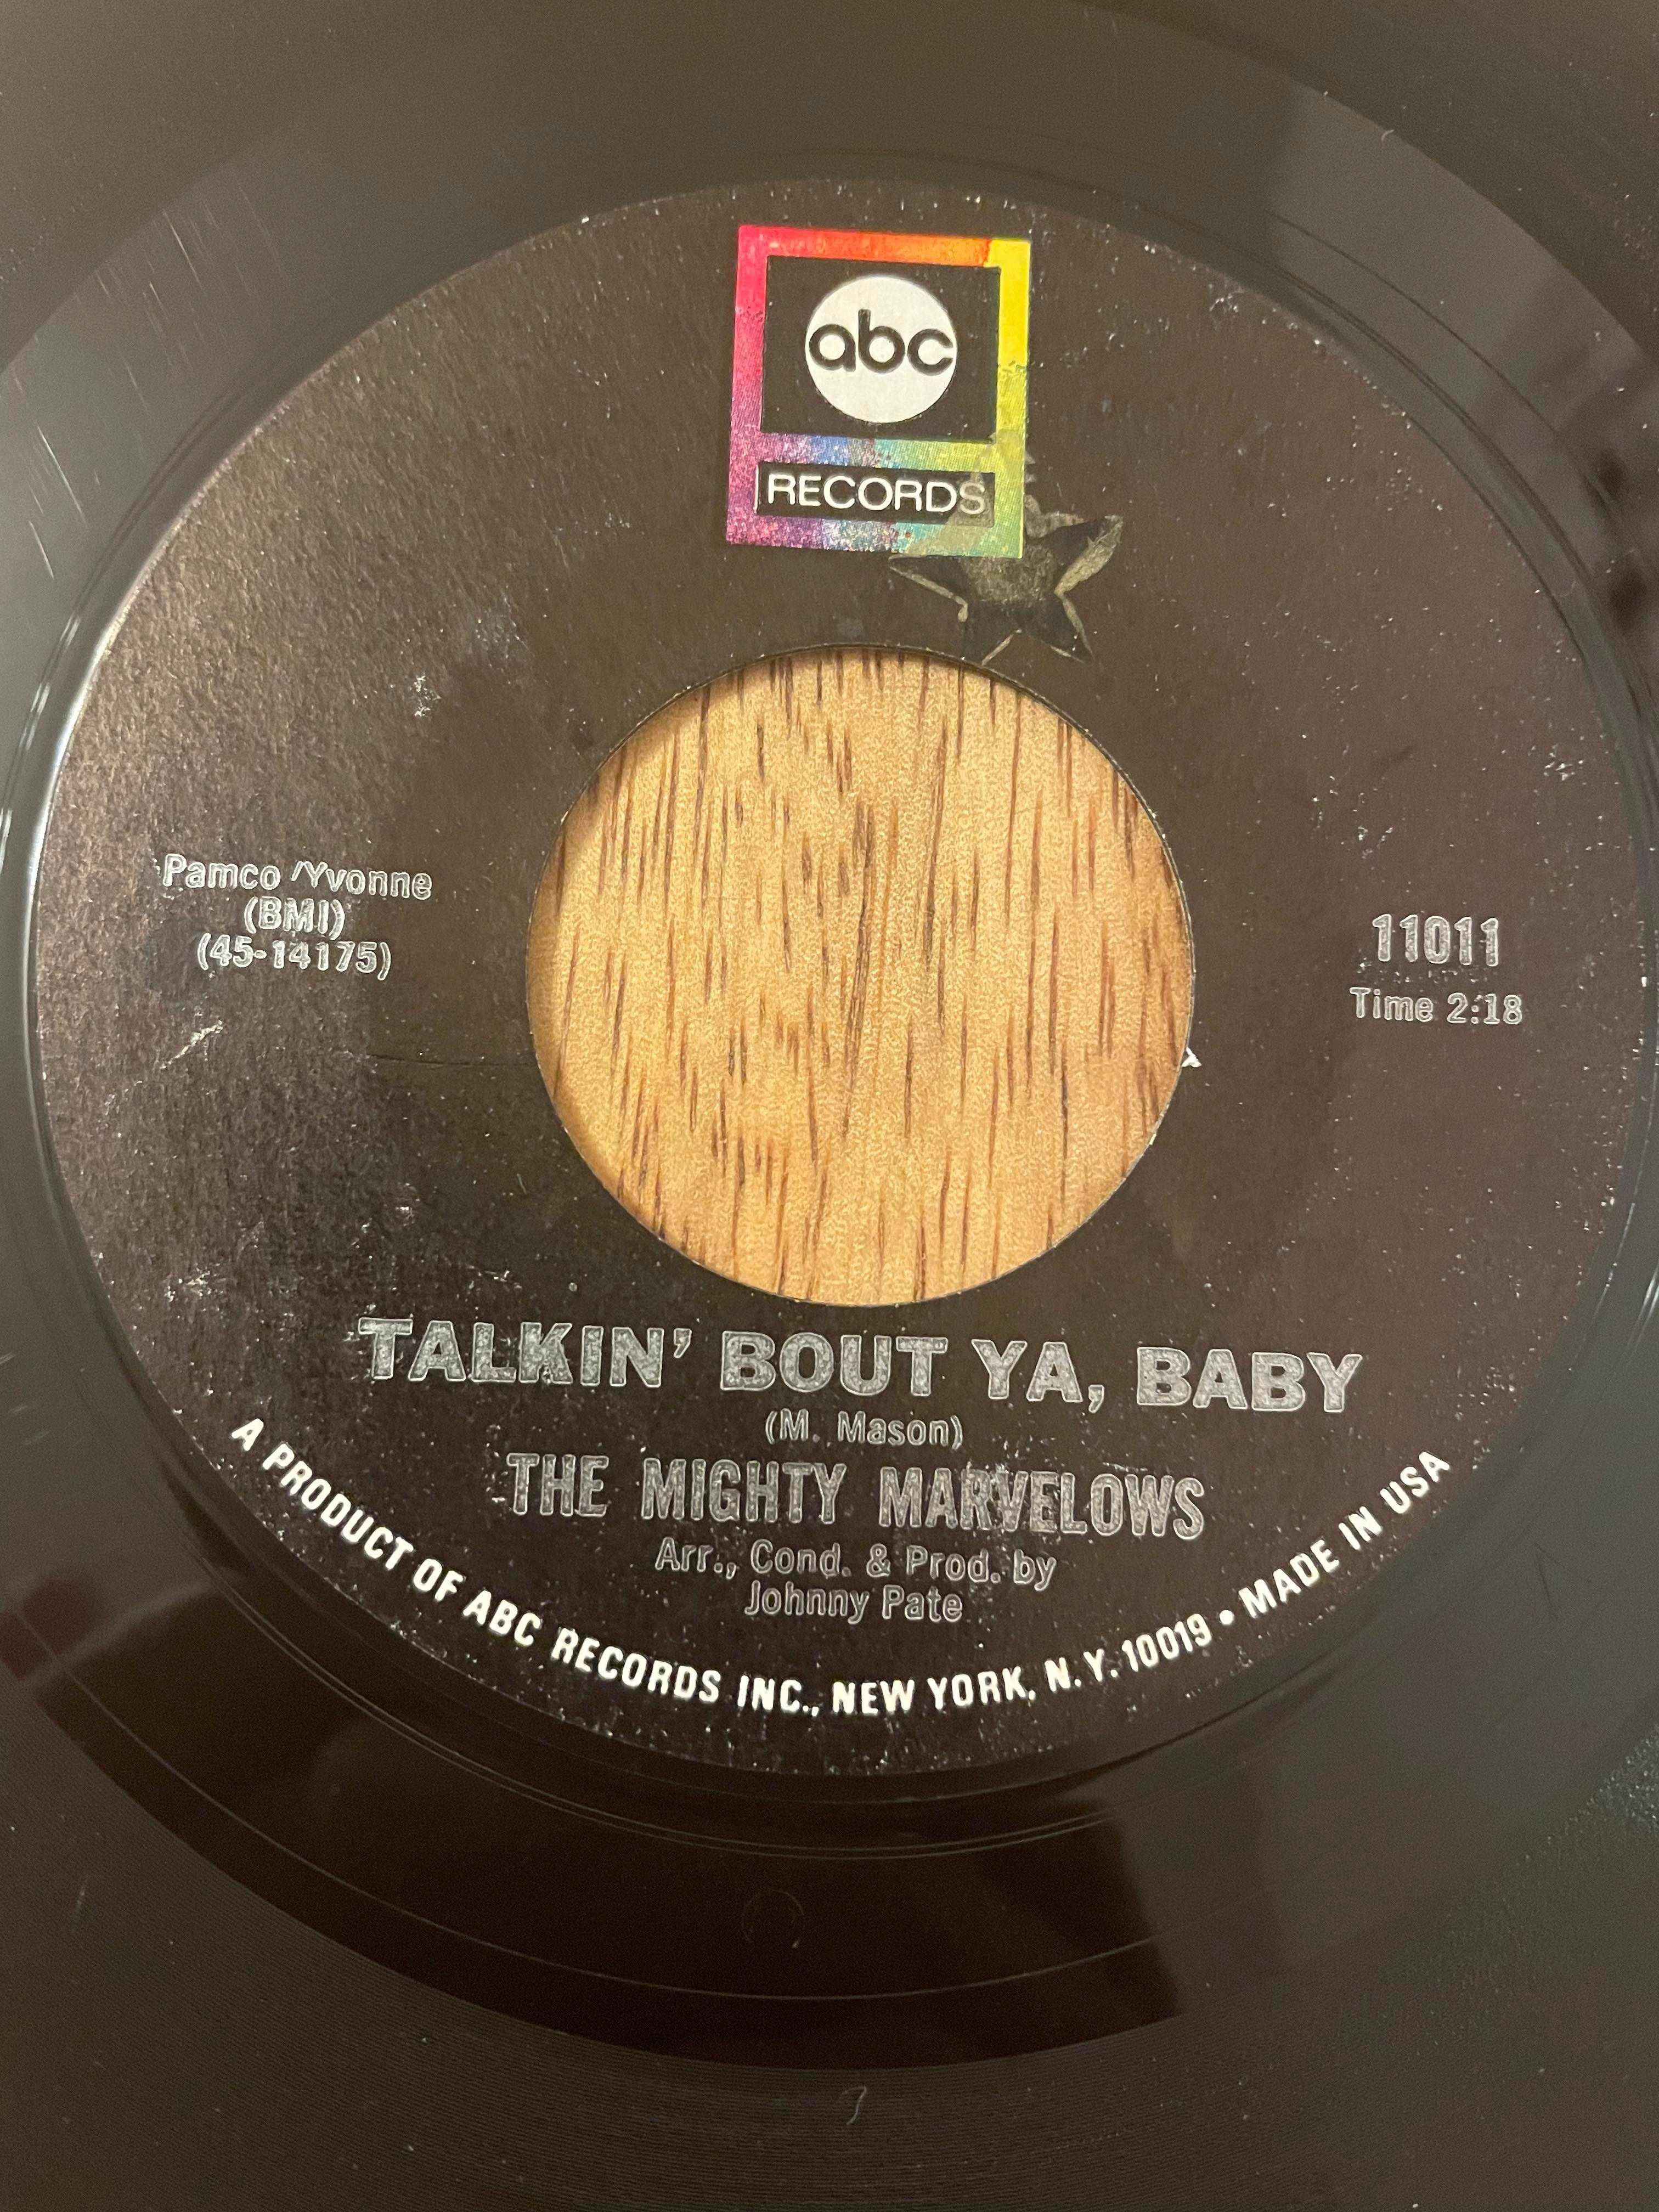 abc
RECORDS
Pamco/Yvonne
(BMI)
(45-14175)
11011
Time 2:18
TALKIN' BOUT YA, BABY
(M. Mason)
THE MIGHTY MARVELOWS
Arr., Cond. & Prod. by
Johnny Pate
A PRODUCT OF ABC RECORDS INC., NEW YORK, N.Y. 10019 • MADE IN USA